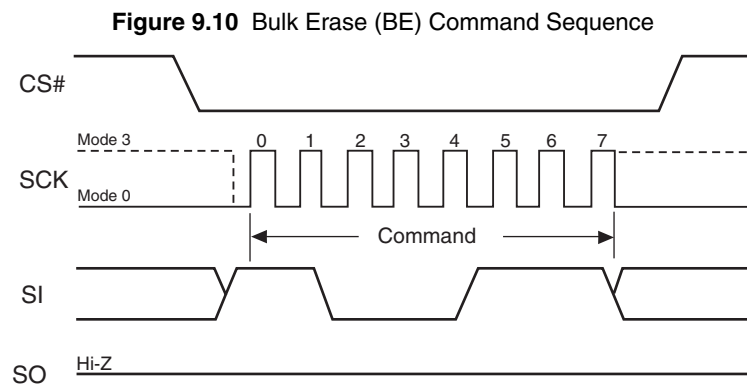 Figure 9.10 Bulk Erase (BE) Command Sequence
CS#
Mode 3
0 1 2 3 4 5 6 7
SCK
Mode 0
Command
SI
Hi-Z
SO